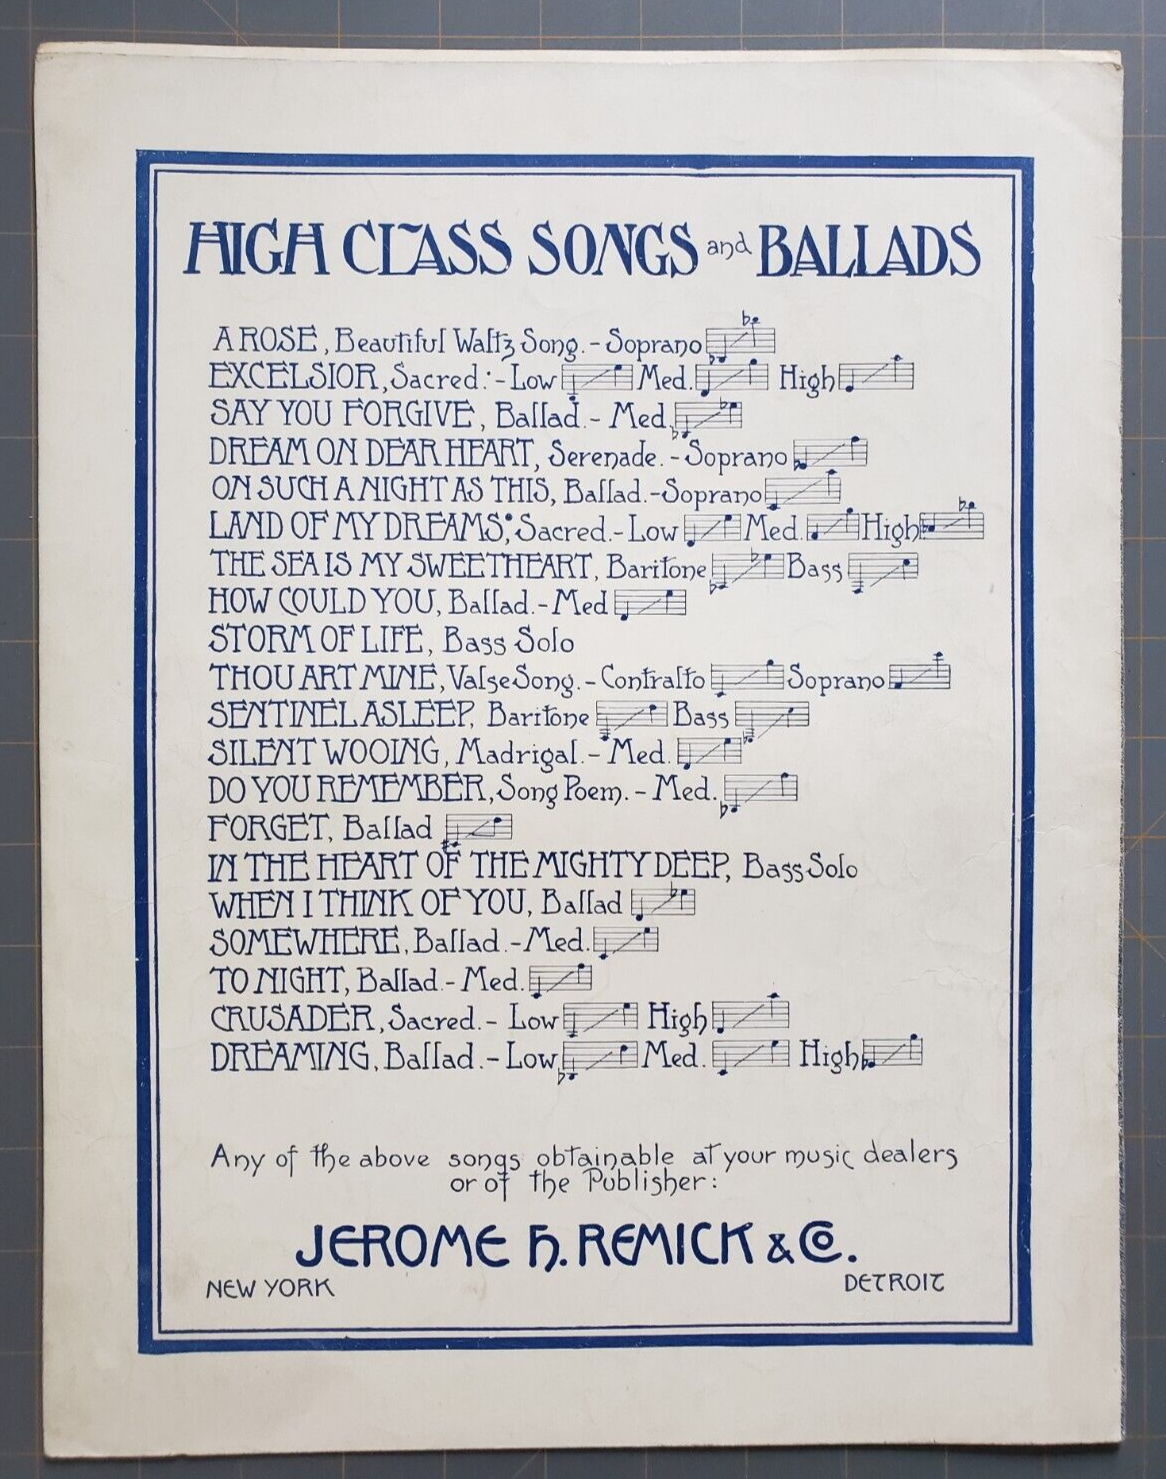 HIGH CLASS SONGS and BALLADS
A ROSE, Beautiful Waltz Song. - Soprano
EXCELSIOR, Sacred. - Low Med. High
SAY YOU FORGIVE, Ballad. - Med.
DREAM ON DEAR HEART, Serenade. - Soprano
ON SUCH A NIGHT AS THIS, Ballad. - Soprano
LAND OF MY DREAMS, Sacred. - Low Med. High
THE SEA IS MY SWEETHEART, Baritone Bass
HOW COULD YOU, Ballad. - Med
STORM OF LIFE, Bass Solo
THOU ART MINE, Valse Song. - Contralto Soprano
SENTINEL ASLEEP, Baritone Bass
SILENT WOOING, Madrigal. - Med.
DO YOU REMEMBER, Song Poem. - Med.
FORGET, Ballad
IN THE HEART OF THE MIGHTY DEEP, Bass Solo
WHEN I THINK OF YOU, Ballad
SOMEWHERE, Ballad. - Med.
TO NIGHT, Ballad. - Med.
CRUSADER, Sacred. - Low High
DREAMING, Ballad. - Low Med. High
Any of the above songs obtainable at your music dealers
or of the Publisher:
JEROME H. REMICK & CO.
NEW YORK DETROIT